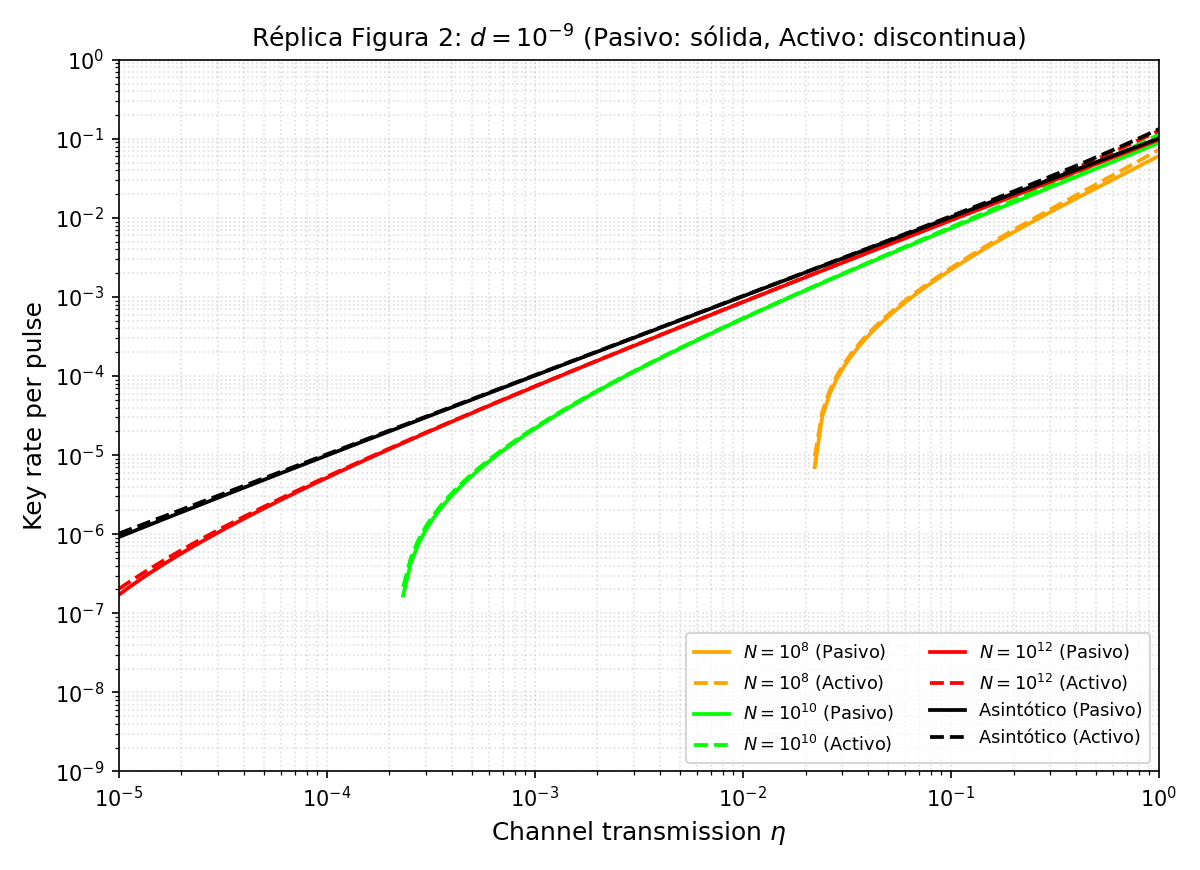 Réplica Figura 2: $d = 10^{-9}$ (Pasivo: sólida, Activo: discontinua)
Key rate per pulse
10⁰
10⁻¹
10⁻²
10⁻³
10⁻⁴
10⁻⁵
10⁻⁶
10⁻⁷
10⁻⁸
10⁻⁹
N = 10⁸ (Pasivo)
N = 10⁸ (Activo)
N = 10¹⁰ (Pasivo)
N = 10¹⁰ (Activo)
N = 10¹² (Pasivo)
N = 10¹² (Activo)
Asintótico (Pasivo)
Asintótico (Activo)
10⁻⁵ 10⁻⁴ 10⁻³ 10⁻² 10⁻¹ 10⁰
Channel transmission η